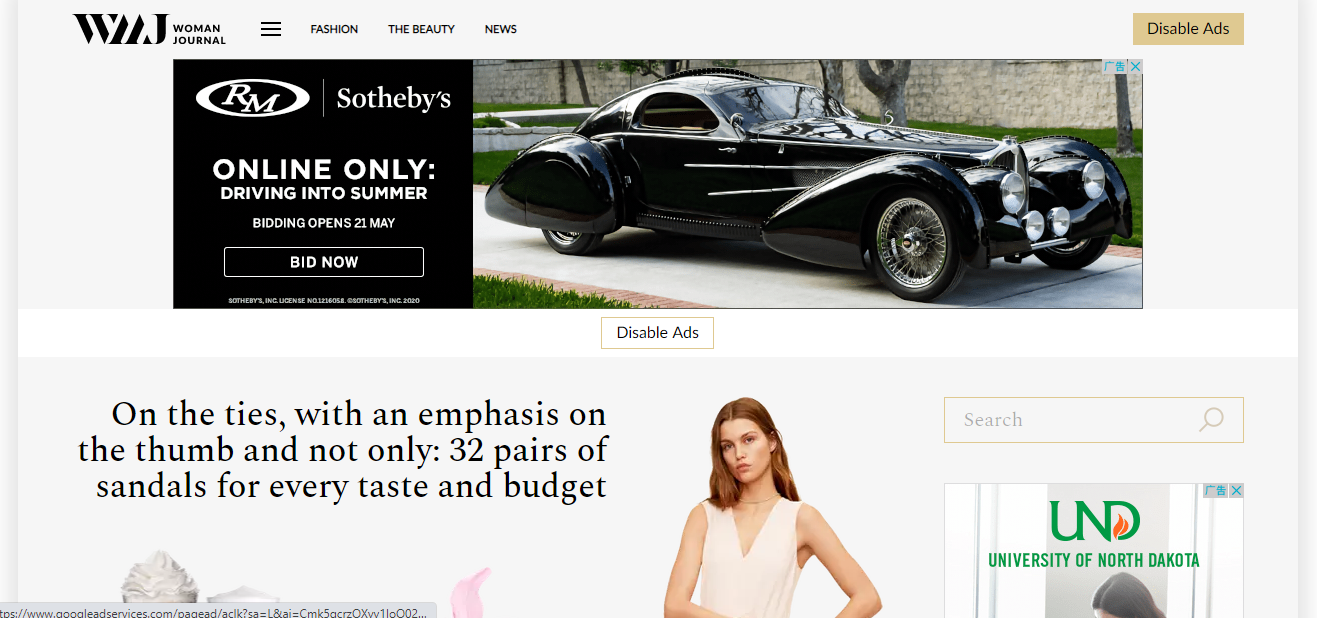 WMJ WOMAN
JOURNAL
FASHION THE BEAUTY NEWS
Disable Ads
RM Sotheby's
广告
ONLINE ONLY:
DRIVING INTO SUMMER
BIDDING OPENS 21 MAY
BID NOW
SOTHEBY'S, INC. LICENSE NO.1216058. ©SOTHEBY'S, INC. 2020
Disable Ads
On the ties, with an emphasis on
the thumb and not only: 32 pairs of
sandals for every taste and budget
Search
广告
UND
UNIVERSITY OF NORTH DAKOTA
tps://www.googleadservices.com/pagead/aclk?sa=L&ai=Cmk5gcrzOXvv1JoO02...